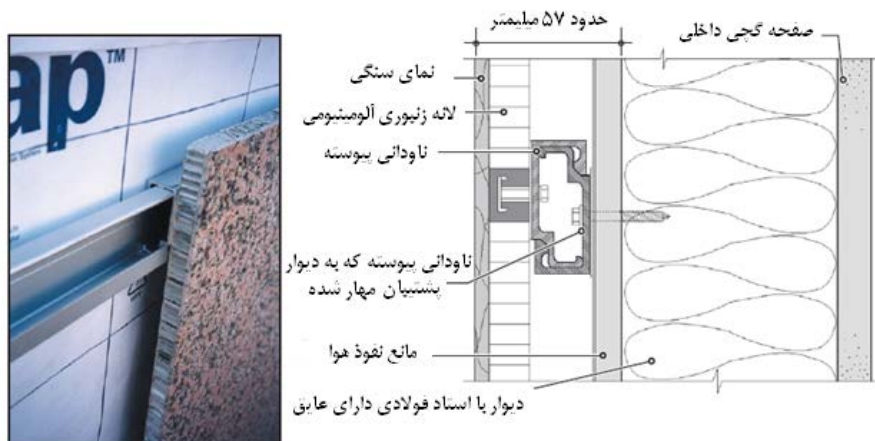 حدود ۵۷ میلیمتر
صفحه گچی داخلی
نمای سنگی
لانه زنبوری آلومینیومی
ناودانی پیوسته
ناودانی پیوسته که به دیوار
پشتیبان مهار شده
مانع نفوذ هوا
دیوار با استاد فولادی دارای عایق
ap™